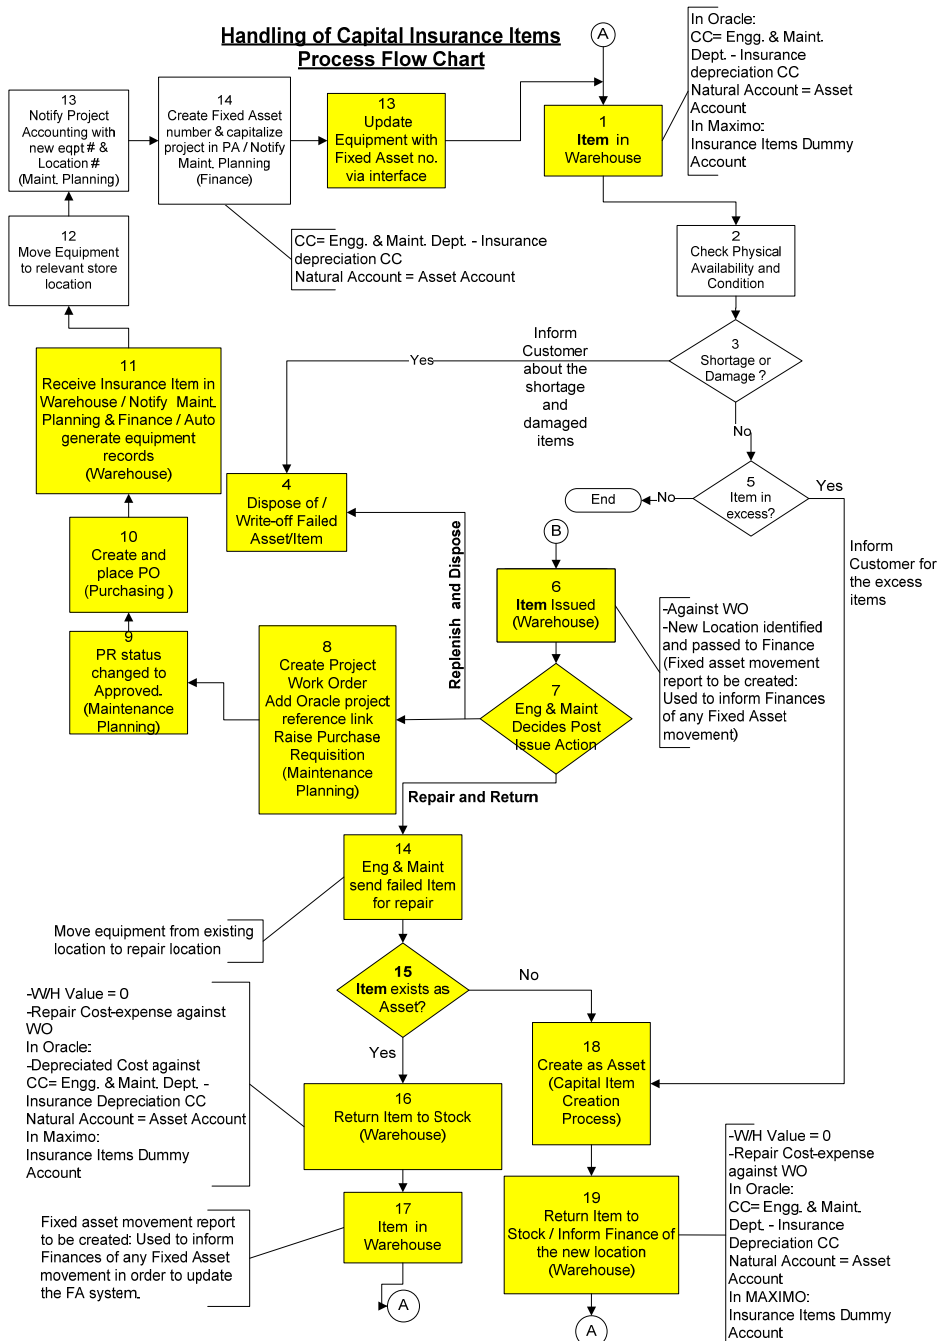 Handling of Capital Insurance Items
Process Flow Chart
A
In Oracle:
CC= Engg. & Maint.
Dept. - Insurance
depreciation CC
Natural Account = Asset
Account
In Maximo:
Insurance Items Dummy
Account
13
Notify Project
Accounting with
new eqpt # &
Location #
(Maint. Planning)
14
Create Fixed Asset
number & capitalize
project in PA / Notify
Maint. Planning
(Finance)
13
Update
Equipment with
Fixed Asset no.
via interface
1
Item in
Warehouse
CC= Engg. & Maint. Dept. - Insurance
depreciation CC
Natural Account = Asset Account
12
Move Equipment
to relevant store
location
2
Check Physical
Availability and
Condition
3
Shortage or
Damage ?
Yes
Inform
Customer
about the
shortage
and
damaged
items
No
11
Receive Insurance Item in
Warehouse / Notify Maint.
Planning & Finance / Auto
generate equipment
records
(Warehouse)
4
Dispose of /
Write-off Failed
Asset/Item
5
Item in
excess?
Yes
No
End
Inform
Customer for
the excess
items
B
10
Create and
place PO
(Purchasing )
Replenish and Dispose
6
Item Issued
(Warehouse)
-Against WO
-New Location identified
and passed to Finance
(Fixed asset movement
report to be created:
Used to inform Finances
of any Fixed Asset
movement)
9
PR status
changed to
Approved.
(Maintenance
Planning)
8
Create Project
Work Order
Add Oracle project
reference link
Raise Purchase
Requisition
(Maintenance
Planning)
7
Eng & Maint
Decides Post
Issue Action
Repair and Return
14
Eng & Maint
send failed Item
for repair
Move equipment from existing
location to repair location
15
Item exists as
Asset?
No
Yes
-W/H Value = 0
-Repair Cost-expense against
WO
In Oracle:
-Depreciated Cost against
CC= Engg. & Maint. Dept. -
Insurance Depreciation CC
Natural Account = Asset Account
In Maximo:
Insurance Items Dummy
Account
16
Return Item to Stock
(Warehouse)
18
Create as Asset
(Capital Item
Creation
Process)
17
Item in
Warehouse
Fixed asset movement report
to be created: Used to inform
Finances of any Fixed Asset
movement in order to update
the FA system.
A
19
Return Item to
Stock / Inform Finance of
the new location
(Warehouse)
-W/H Value = 0
-Repair Cost-expense
against WO
In Oracle:
CC= Engg. & Maint.
Dept. - Insurance
Depreciation CC
Natural Account = Asset
Account
In MAXIMO:
Insurance Items Dummy
Account
A